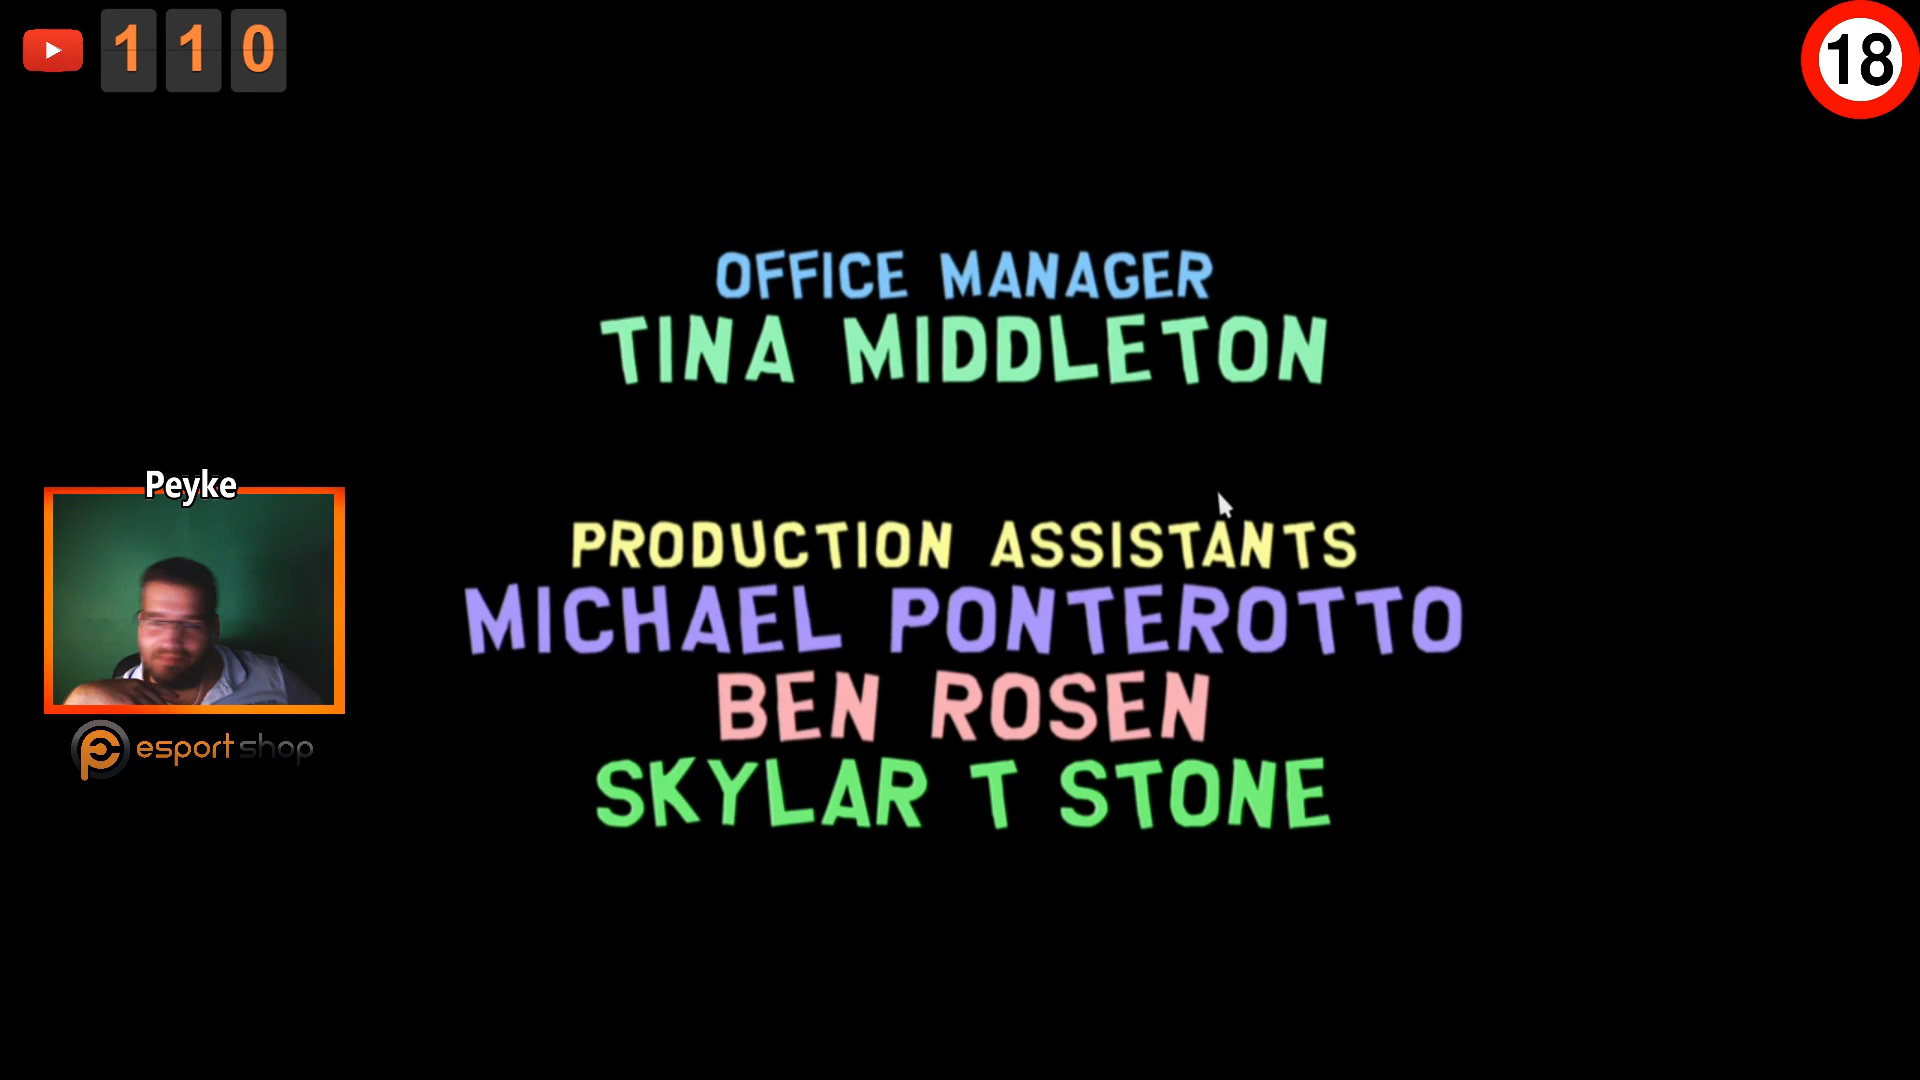 110
18
OFFICE MANAGER
TINA MIDDLETON
Peyke
PRODUCTION ASSISTANTS
MICHAEL PONTEROTTO
BEN ROSEN
SKYLAR T STONE
esportshop